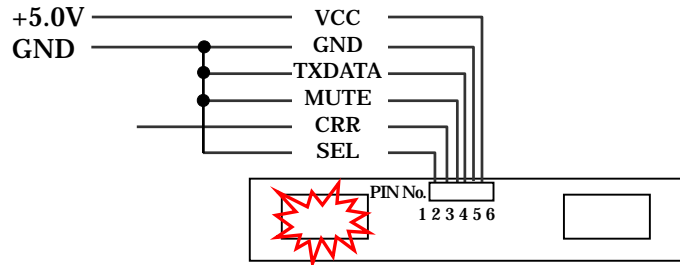 +5.0V VCC
GND GND
TXDATA
MUTE
CRR
SEL
PIN No.
1 2 3 4 5 6